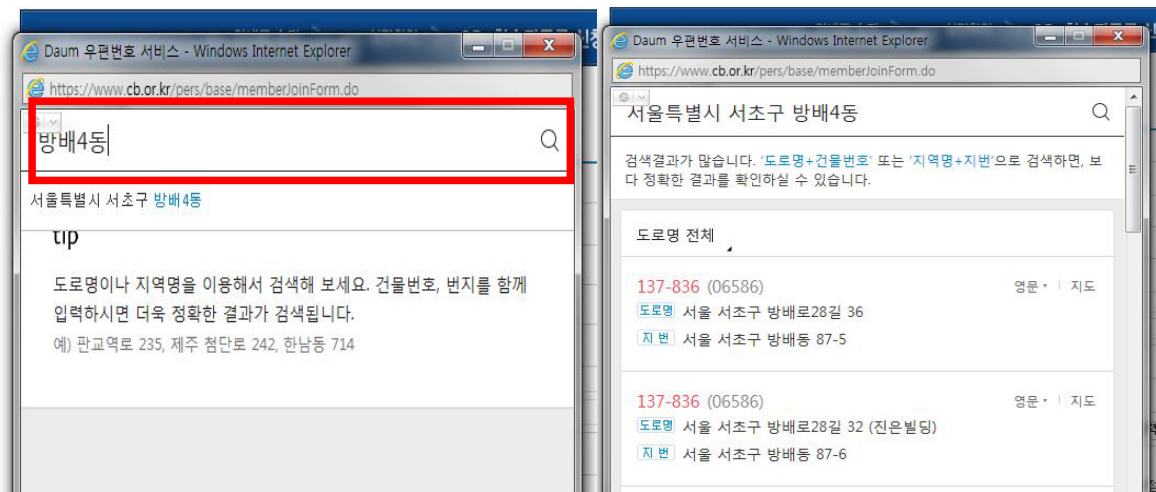 Daum 우편번호 서비스 - Windows Internet Explorer
https://www.cb.or.kr/pers/base/memberJoinForm.do
방배4동
서울특별시 서초구 방배4동
tip
도로명이나 지역명을 이용해서 검색해 보세요. 건물번호, 번지를 함께
입력하시면 더욱 정확한 결과가 검색됩니다.
예) 판교역로 235, 제주 첨단로 242, 한남동 714
Daum 우편번호 서비스 - Windows Internet Explorer
https://www.cb.or.kr/pers/base/memberJoinForm.do
서울특별시 서초구 방배4동
검색결과가 많습니다. '도로명+건물번호' 또는 '지역명+지번'으로 검색하면, 보
다 정확한 결과를 확인하실 수 있습니다.
도로명 전체
137-836 (06586) 영문 지도
도로명 서울 서초구 방배로28길 36
지번 서울 서초구 방배동 87-5
137-836 (06586) 영문 지도
도로명 서울 서초구 방배로28길 32 (진은빌딩)
지번 서울 서초구 방배동 87-6